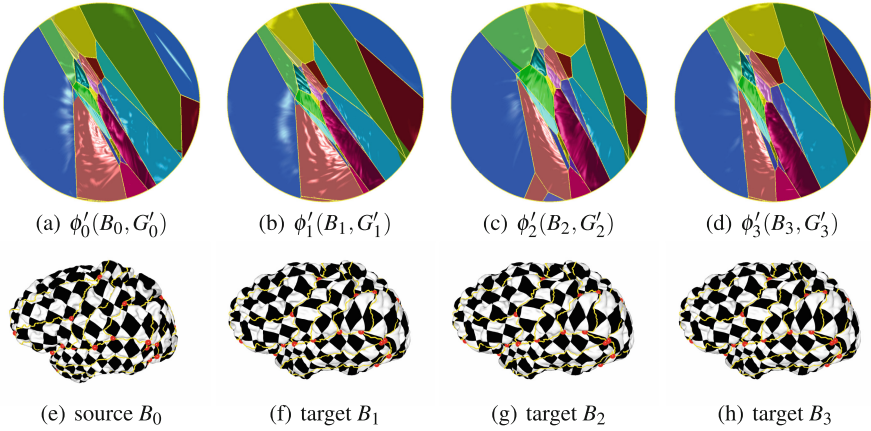 (a) ϕ′₀(B₀, G′₀)
(b) ϕ′₁(B₁, G′₁)
(c) ϕ′₂(B₂, G′₂)
(d) ϕ′₃(B₃, G′₃)
(e) source B₀
(f) target B₁
(g) target B₂
(h) target B₃